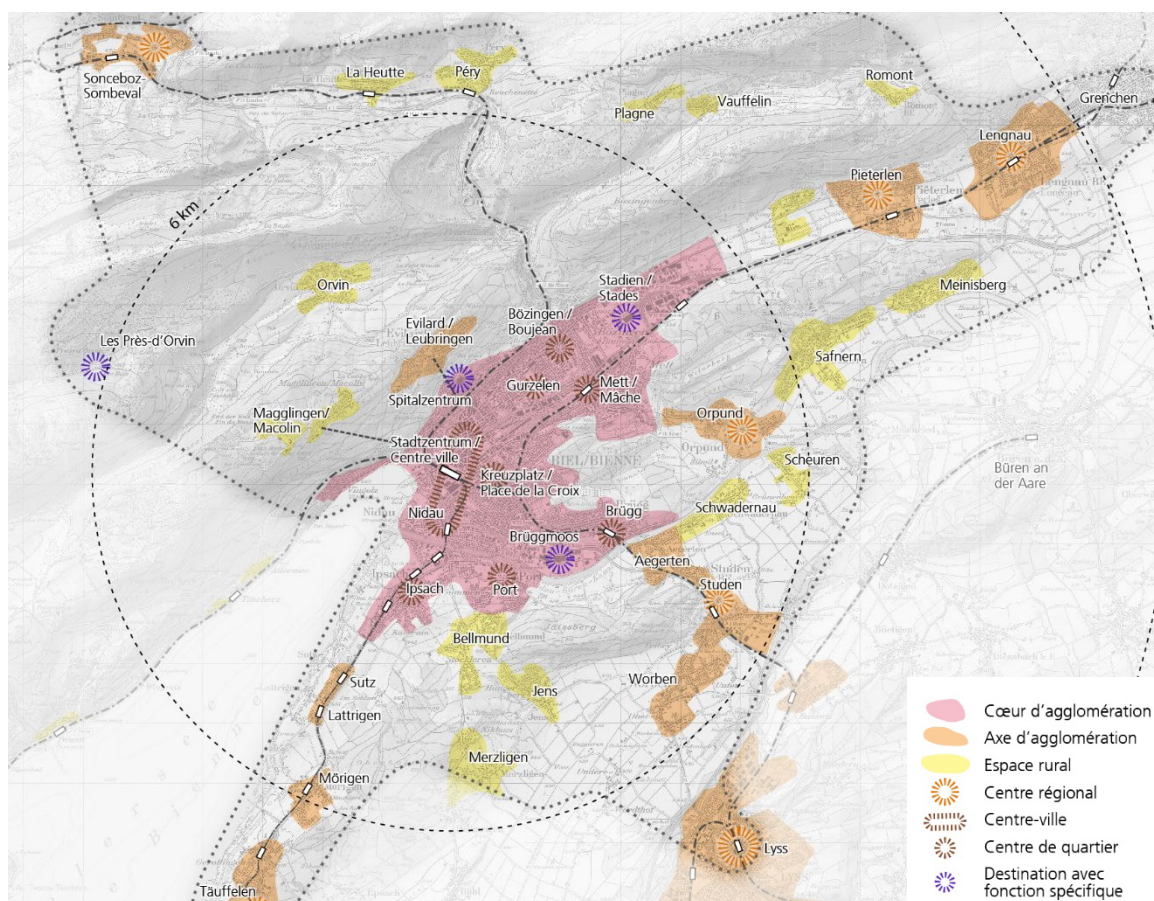 Sonceboz-
Sombeval
La Heutte
Péry
Plagne
Vauffelin
Romont
Grenchen
Lengnau
Pieterlen
6 km
Orvin
Evilard /
Leubringen
Bözingen /
Boujean
Stadien /
Stades
Meinisberg
Les Près-d'Orvin
Safnern
Spitalzentrum
Gurzelen
Mett /
Mâche
Magglingen/
Macolin
Orpund
Stadtzentrum /
Centre-ville
BIEL/BIENNE
Scheuren
Büren an
der Aare
Kreuzplatz /
Place de la Croix
Nidau
Brüggmoos
Brügg
Schwadernau
Aegerten
Ipsach
Port
Studen
Bellmund
Sutz
Lattrigen
Jens
Worben
Merzligen
Mörigen
Täuffelen
Lyss
Cœur d'agglomération
Axe d'agglomération
Espace rural
Centre régional
Centre-ville
Centre de quartier
Destination avec
fonction spécifique